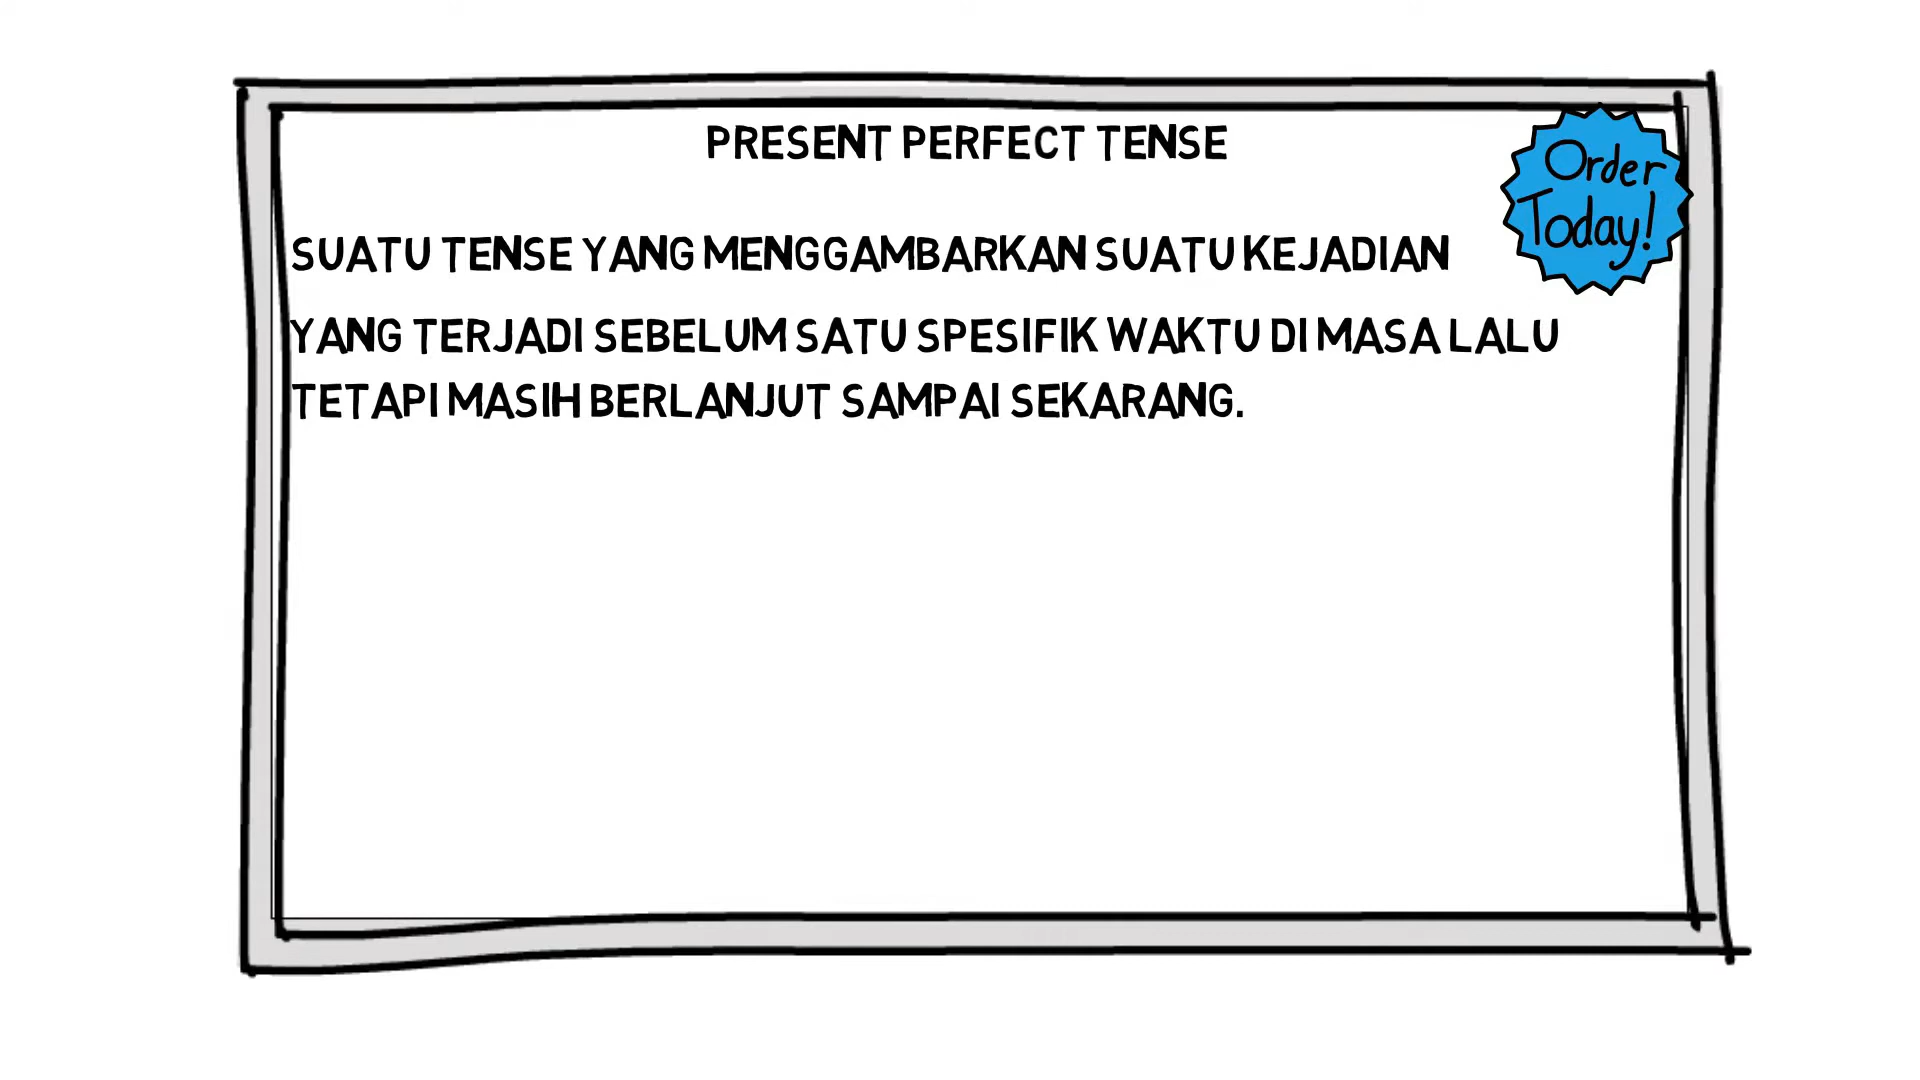 PRESENT PERFECT TENSE
Order
Today!
SUATU TENSE YANG MENGGAMBARKAN SUATU KEJADIAN
YANG TERJADI SEBELUM SATU SPESIFIK WAKTU DI MASA LALU
TETAPI MASIH BERLANJUT SAMPAI SEKARANG.